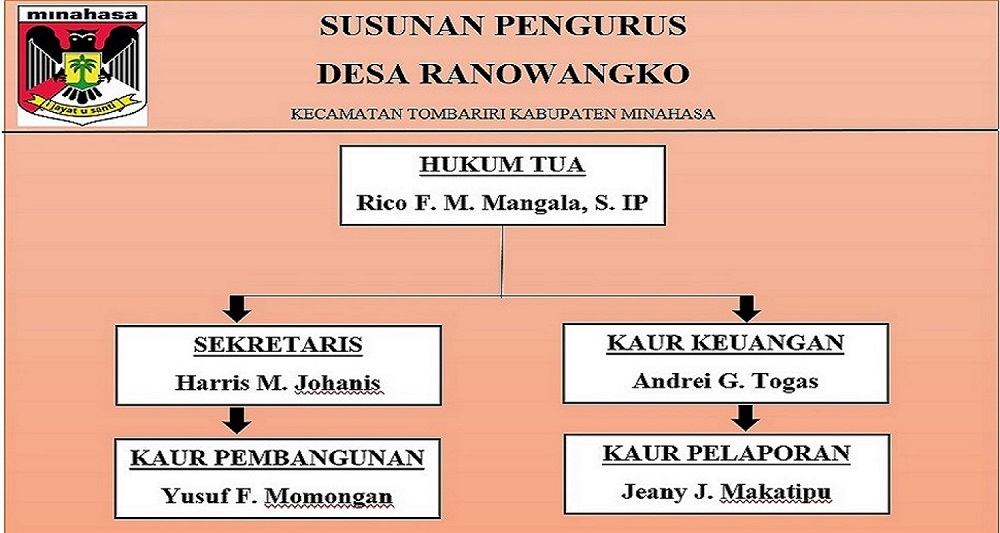 minahasa
SUSUNAN PENGURUS
DESA RANOWANGKO
KECAMATAN TOMBARIRI KABUPATEN MINAHASA
i jayat u santi
HUKUM TUA
Rico F. M. Mangala, S. IP
SEKRETARIS
Harris M. Johanis
KAUR KEUANGAN
Andrei G. Togas
KAUR PEMBANGUNAN
Yusuf F. Momongan
KAUR PELAPORAN
Jeany J. Makatipu